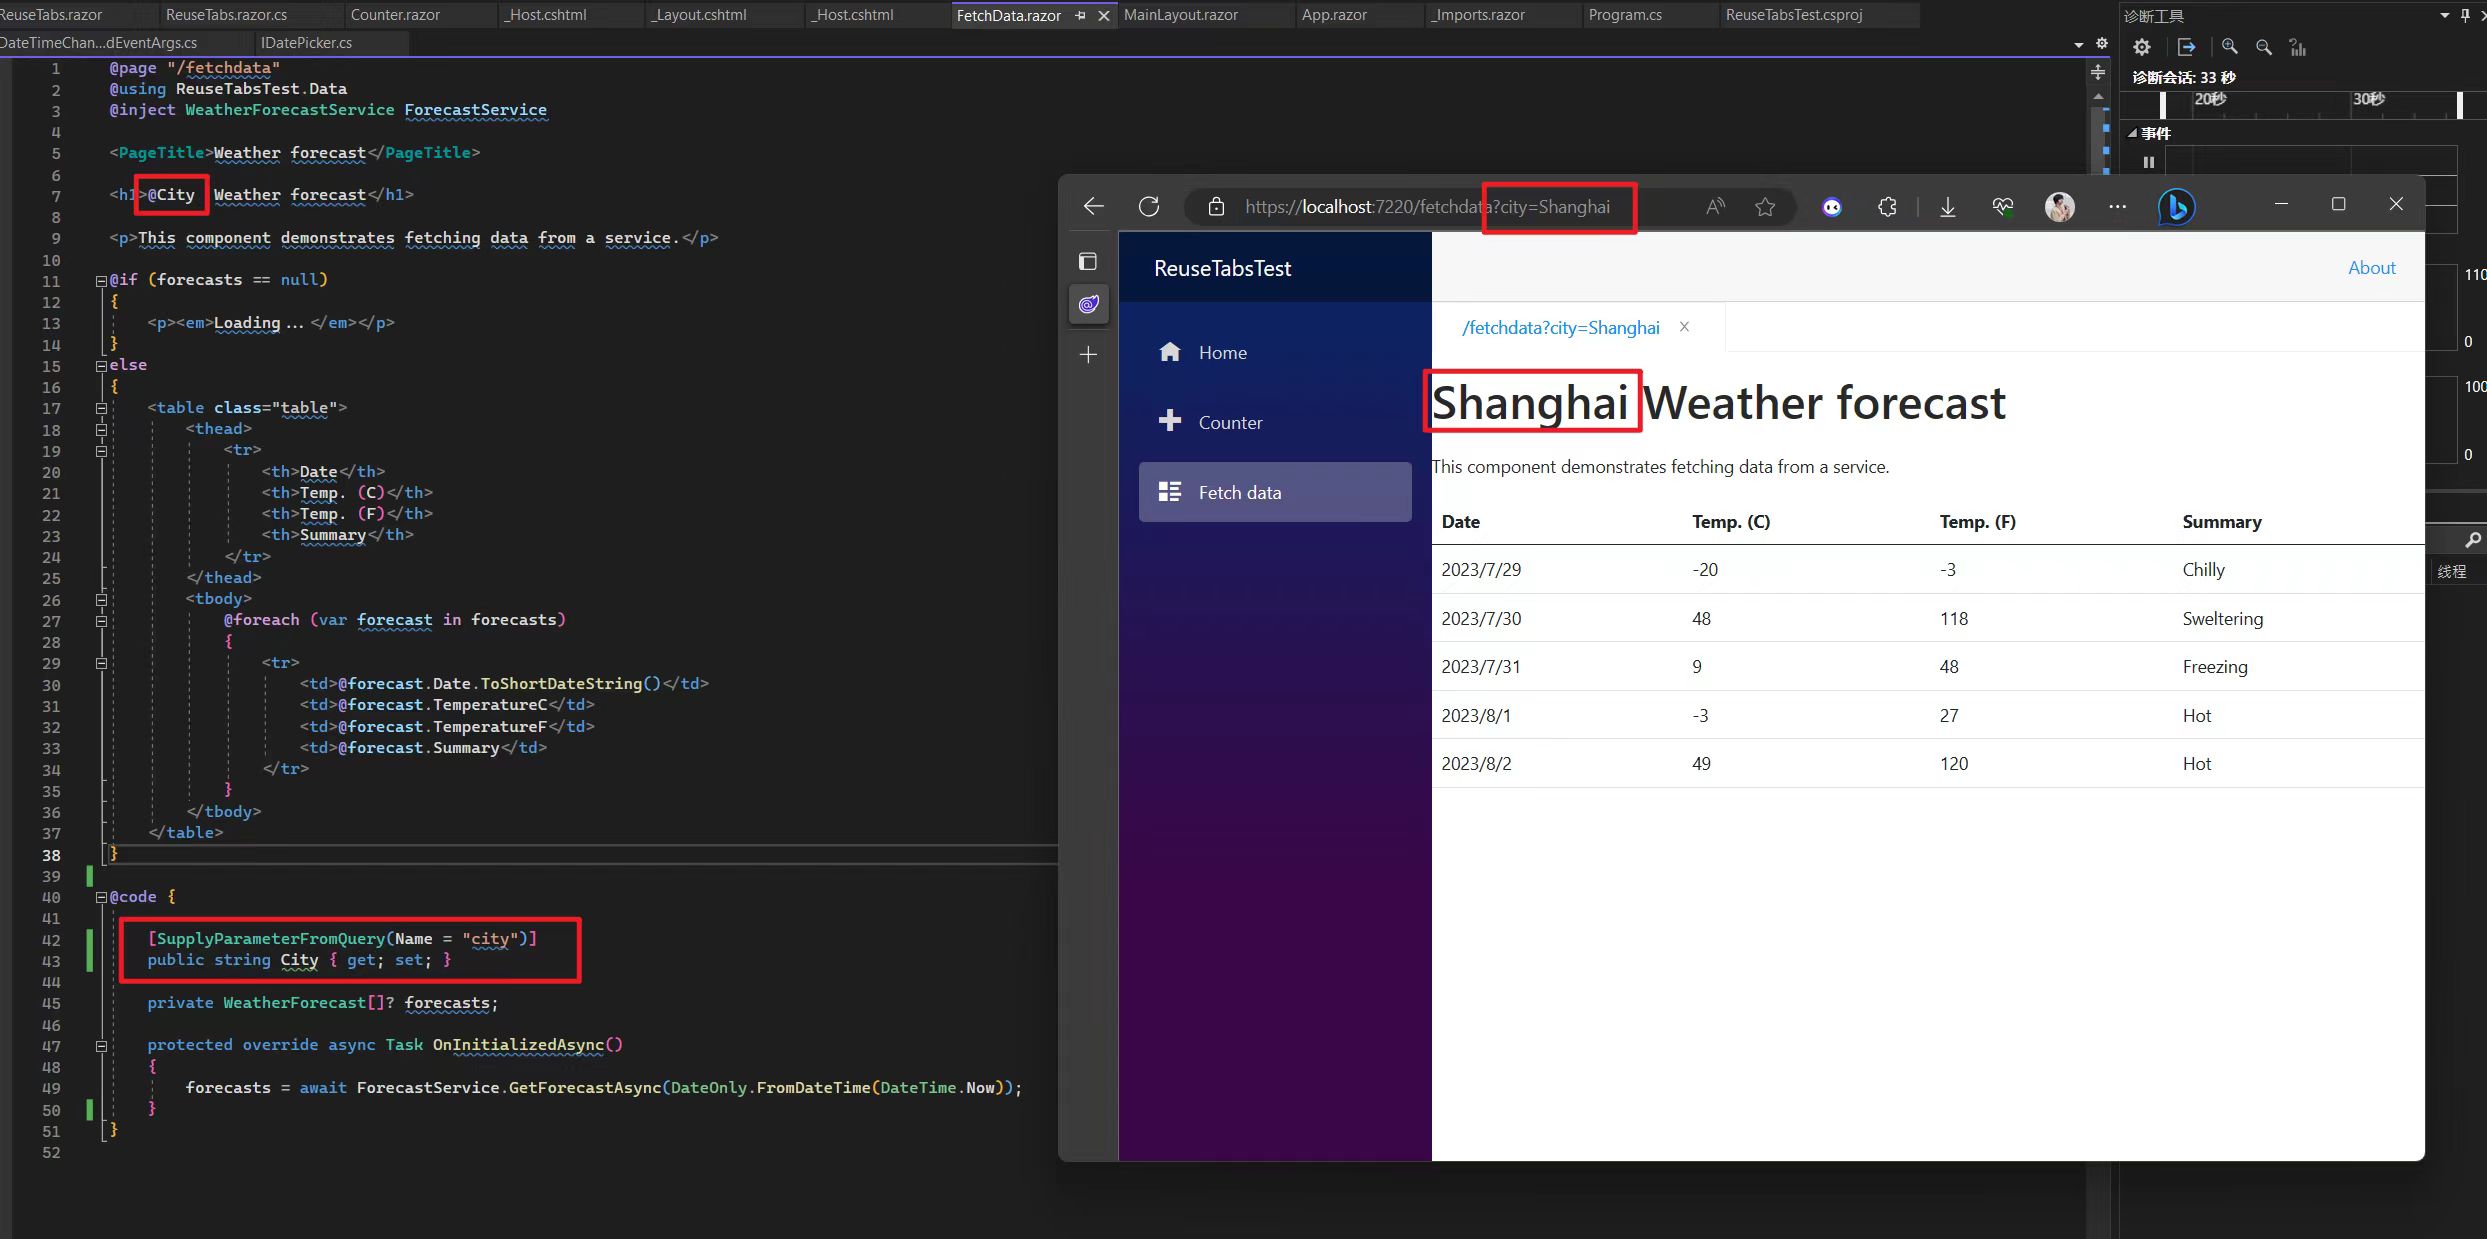 ReuseTabs.razor
ReuseTabs.razor.cs
Counter.razor
_Host.cshtml
_Layout.cshtml
_Host.cshtml
FetchData.razor
MainLayout.razor
App.razor
_Imports.razor
Program.cs
ReuseTabsTest.csproj
DateTimeChan...dEventArgs.cs
IDatePicker.cs
1 @page "/fetchdata"
2 @using ReuseTabsTest.Data
3 @inject WeatherForecastService ForecastService
4
5 <PageTitle>Weather forecast</PageTitle>
6
7 <h1>@City Weather forecast</h1>
8
9 <p>This component demonstrates fetching data from a service.</p>
10
11 @if (forecasts == null)
12 {
13 <p><em>Loading...</em></p>
14 }
15 else
16 {
17 <table class="table">
18 <thead>
19 <tr>
20 <th>Date</th>
21 <th>Temp. (C)</th>
22 <th>Temp. (F)</th>
23 <th>Summary</th>
24 </tr>
25 </thead>
26 <tbody>
27 @foreach (var forecast in forecasts)
28 {
29 <tr>
30 <td>@forecast.Date.ToShortDateString()</td>
31 <td>@forecast.TemperatureC</td>
32 <td>@forecast.TemperatureF</td>
33 <td>@forecast.Summary</td>
34 </tr>
35 }
36 </tbody>
37 </table>
38 }
39
40 @code {
41
42 [SupplyParameterFromQuery(Name = "city")]
43 public string City { get; set; }
44
45 private WeatherForecast[]? forecasts;
46
47 protected override async Task OnInitializedAsync()
48 {
49 forecasts = await ForecastService.GetForecastAsync(DateOnly.FromDateTime(DateTime.Now));
50 }
51 }
52
https://localhost:7220/fetchdata?city=Shanghai
ReuseTabsTest
About
Home
Counter
Fetch data
/fetchdata?city=Shanghai
Shanghai Weather forecast
This component demonstrates fetching data from a service.
Date Temp. (C) Temp. (F) Summary
2023/7/29 -20 -3 Chilly
2023/7/30 48 118 Sweltering
2023/7/31 9 48 Freezing
2023/8/1 -3 27 Hot
2023/8/2 49 120 Hot
诊断工具
诊断会话: 33 秒
20秒 30秒
事件
110
0
100
0
线程